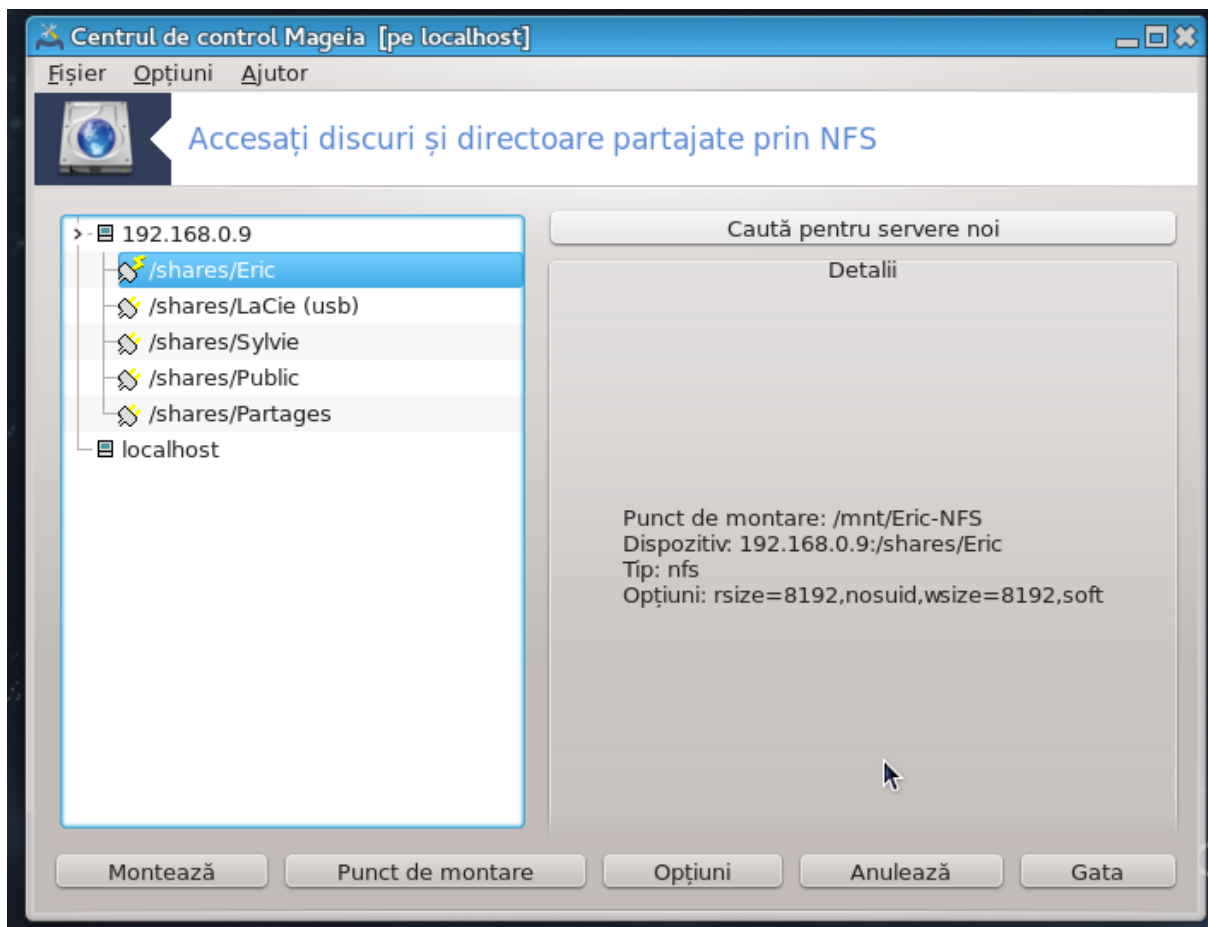 Centrul de control Mageia [pe localhost]
Fișier Opțiuni Ajutor
Accesați discuri și directoare partajate prin NFS
192.168.0.9
/shares/Eric
/shares/LaCie (usb)
/shares/Sylvie
/shares/Public
/shares/Partages
localhost
Caută pentru servere noi
Detalii
Punct de montare: /mnt/Eric-NFS
Dispozitiv: 192.168.0.9:/shares/Eric
Tip: nfs
Opțiuni: rsize=8192,nosuid,wsize=8192,soft
Montează Punct de montare Opțiuni Anulează Gata